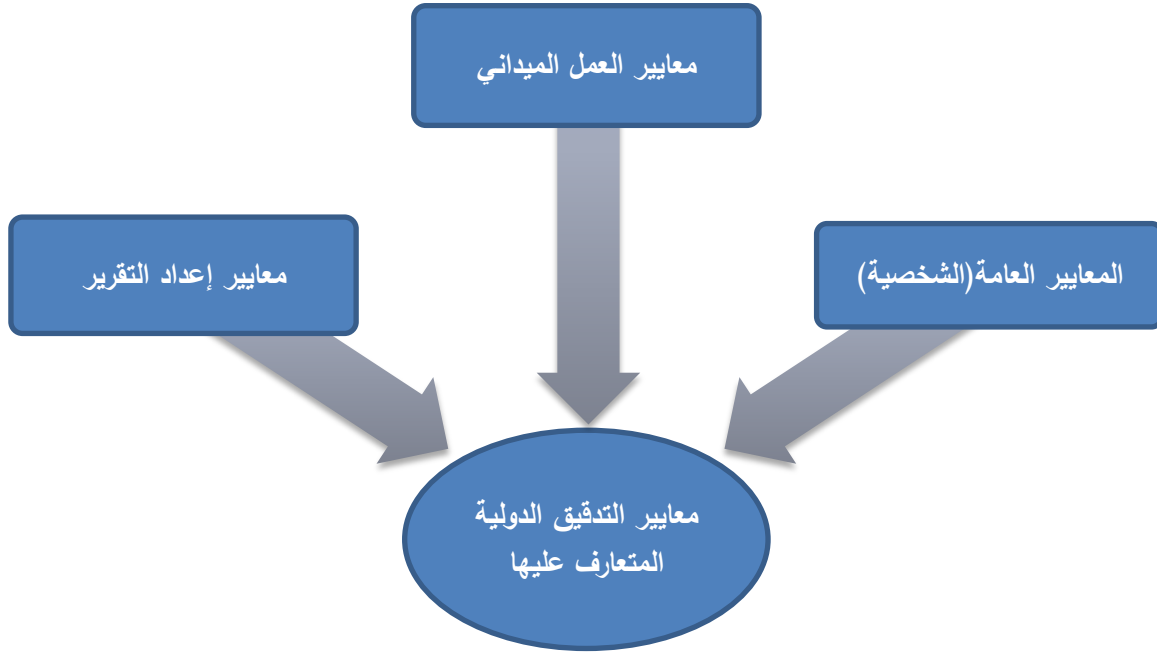 معايير العمل الميداني
المعايير العامة(الشخصية)
معايير إعداد التقرير
معايير التدقيق الدولية
المتعارف عليها